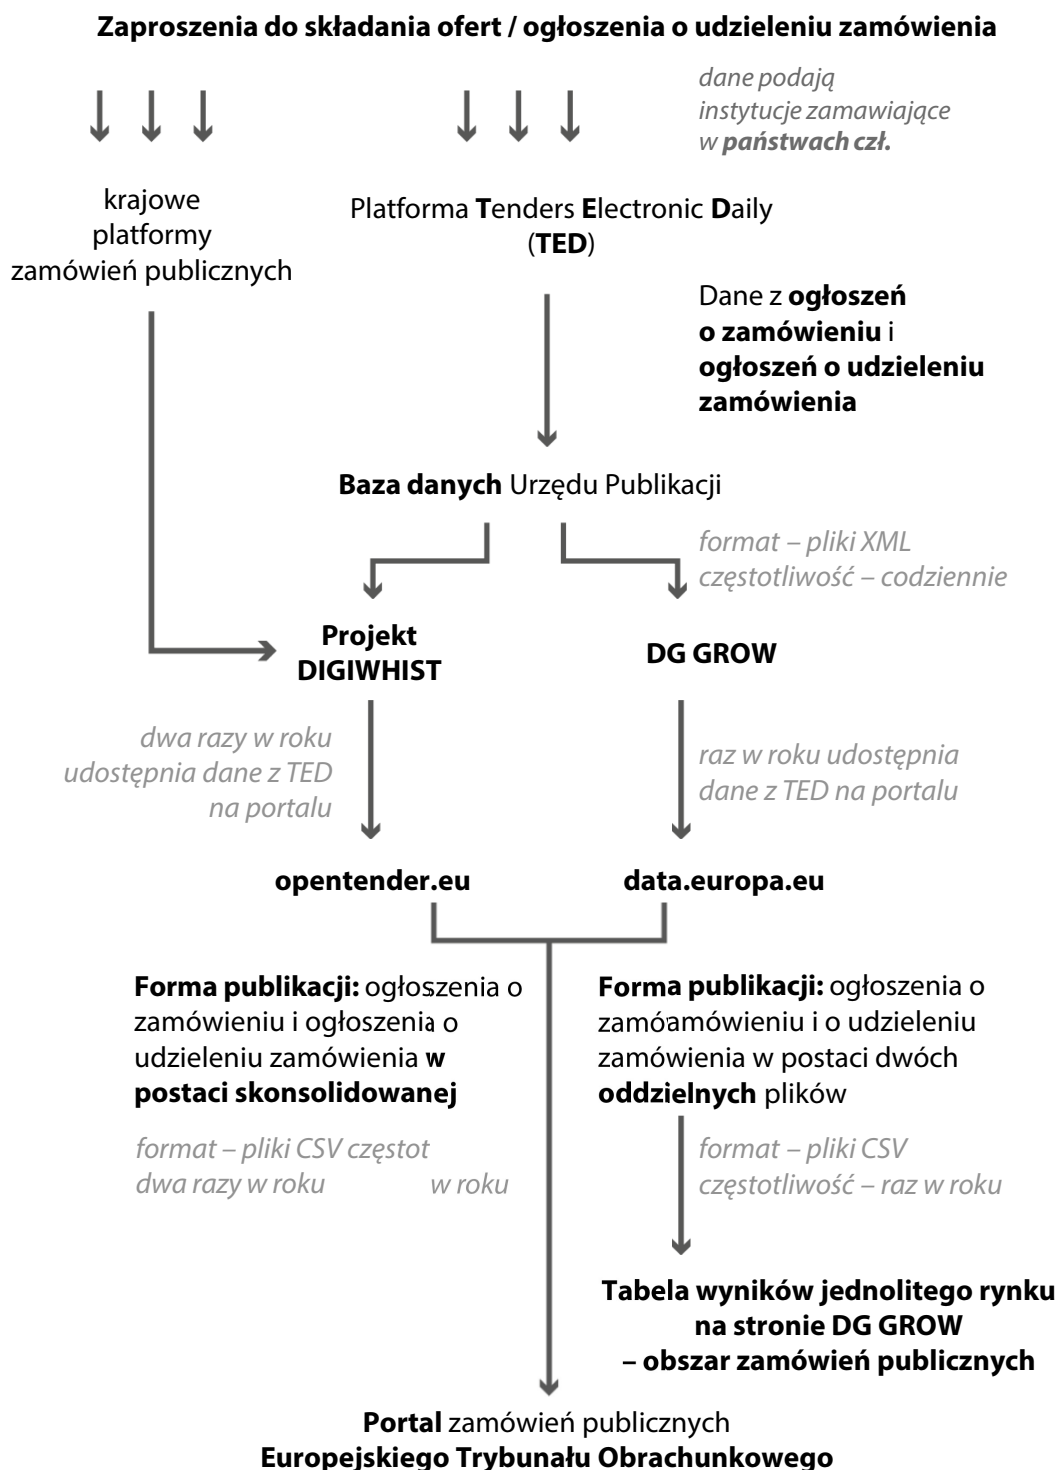 Zaproszenia do składania ofert / ogłoszenia o udzieleniu zamówienia
dane podają
instytucje zamawiające
w państwach czł.
krajowe
platformy
zamówień publicznych
Platforma Tenders Electronic Daily
(TED)
Dane z ogłoszeń
o zamówieniu i
ogłoszeń o udzieleniu
zamówienia
Baza danych Urzędu Publikacji
format – pliki XML
częstotliwość – codziennie
Projekt
DIGIWHIST
DG GROW
dwa razy w roku
udostępnia dane z TED
na portalu
raz w roku udostępnia
dane z TED na portalu
opentender.eu
data.europa.eu
Forma publikacji: ogłoszenia o
zamówieniu i ogłoszenia o
udzieleniu zamówienia w
postaci skonsolidowanej
format – pliki CSV częstot
dwa razy w roku w roku
Forma publikacji: ogłoszenia o
zamóamówieniu i o udzieleniu
zamówienia w postaci dwóch
oddzielnych plików
format – pliki CSV
częstotliwość – raz w roku
Tabela wyników jednolitego rynku
na stronie DG GROW
– obszar zamówień publicznych
Portal zamówień publicznych
Europejskiego Trybunału Obrachunkowego